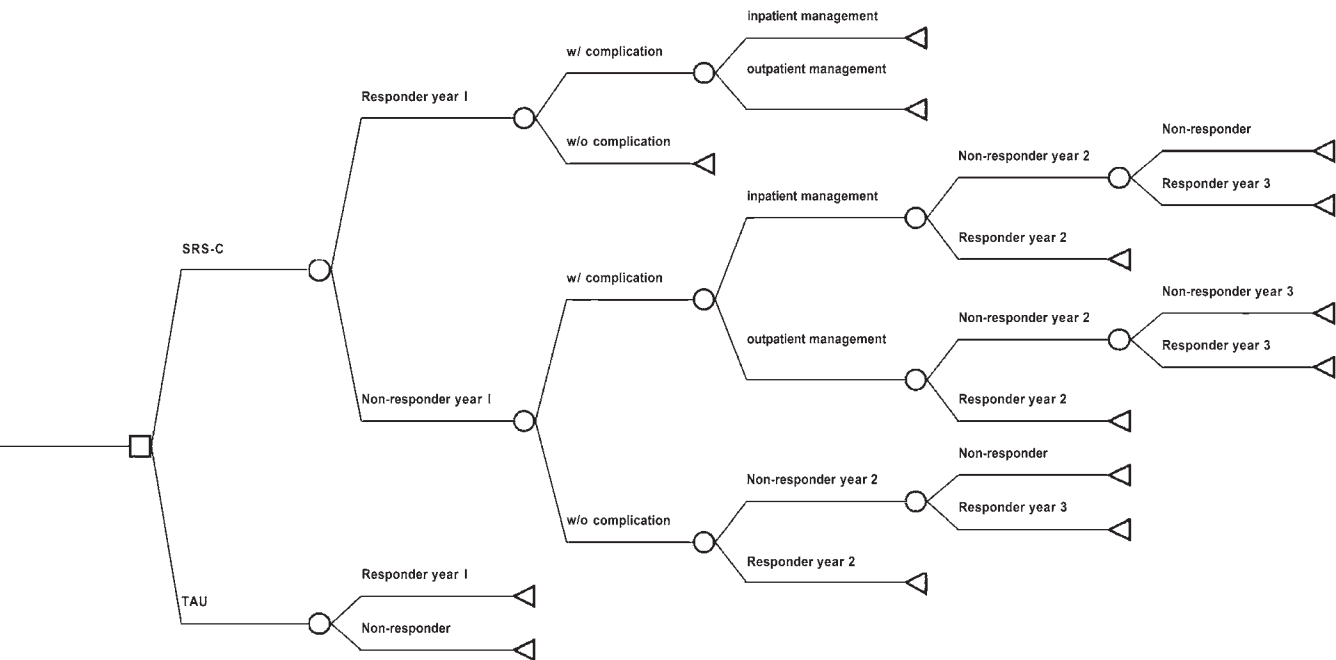 inpatient management
w/ complication
outpatient management
Responder year I
w/o complication
Non-responder
Non-responder year 2
Responder year 3
inpatient management
Responder year 2
SRS-C
w/ complication
Non-responder year 3
Non-responder year 2
outpatient management
Responder year 3
Non-responder year I
Responder year 2
Non-responder
Non-responder year 2
Responder year 3
w/o complication
Responder year 2
Responder year I
TAU
Non-responder